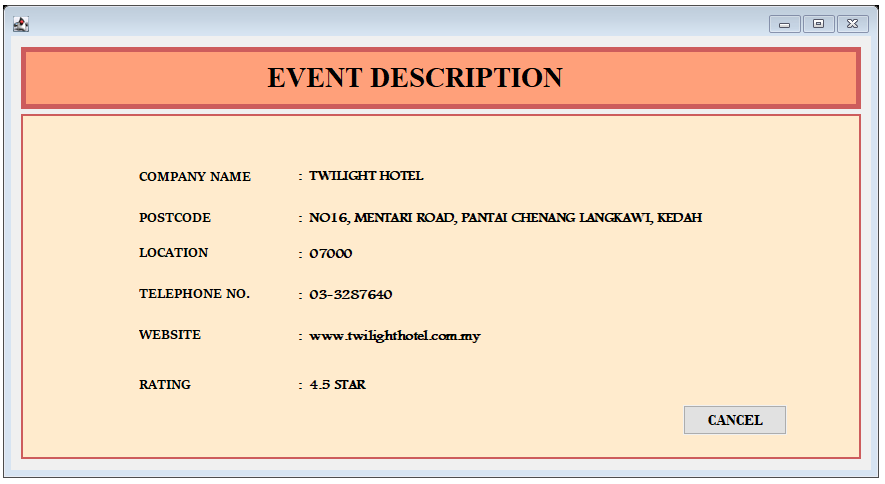 EVENT DESCRIPTION
COMPANY NAME : TWILIGHT HOTEL
POSTCODE : NO16, MENTARI ROAD, PANTAI CHENANG LANGKAWI, KEDAH
LOCATION : 07000
TELEPHONE NO. : 03-3287640
WEBSITE : www.twilighthotel.com.my
RATING : 4.5 STAR
CANCEL